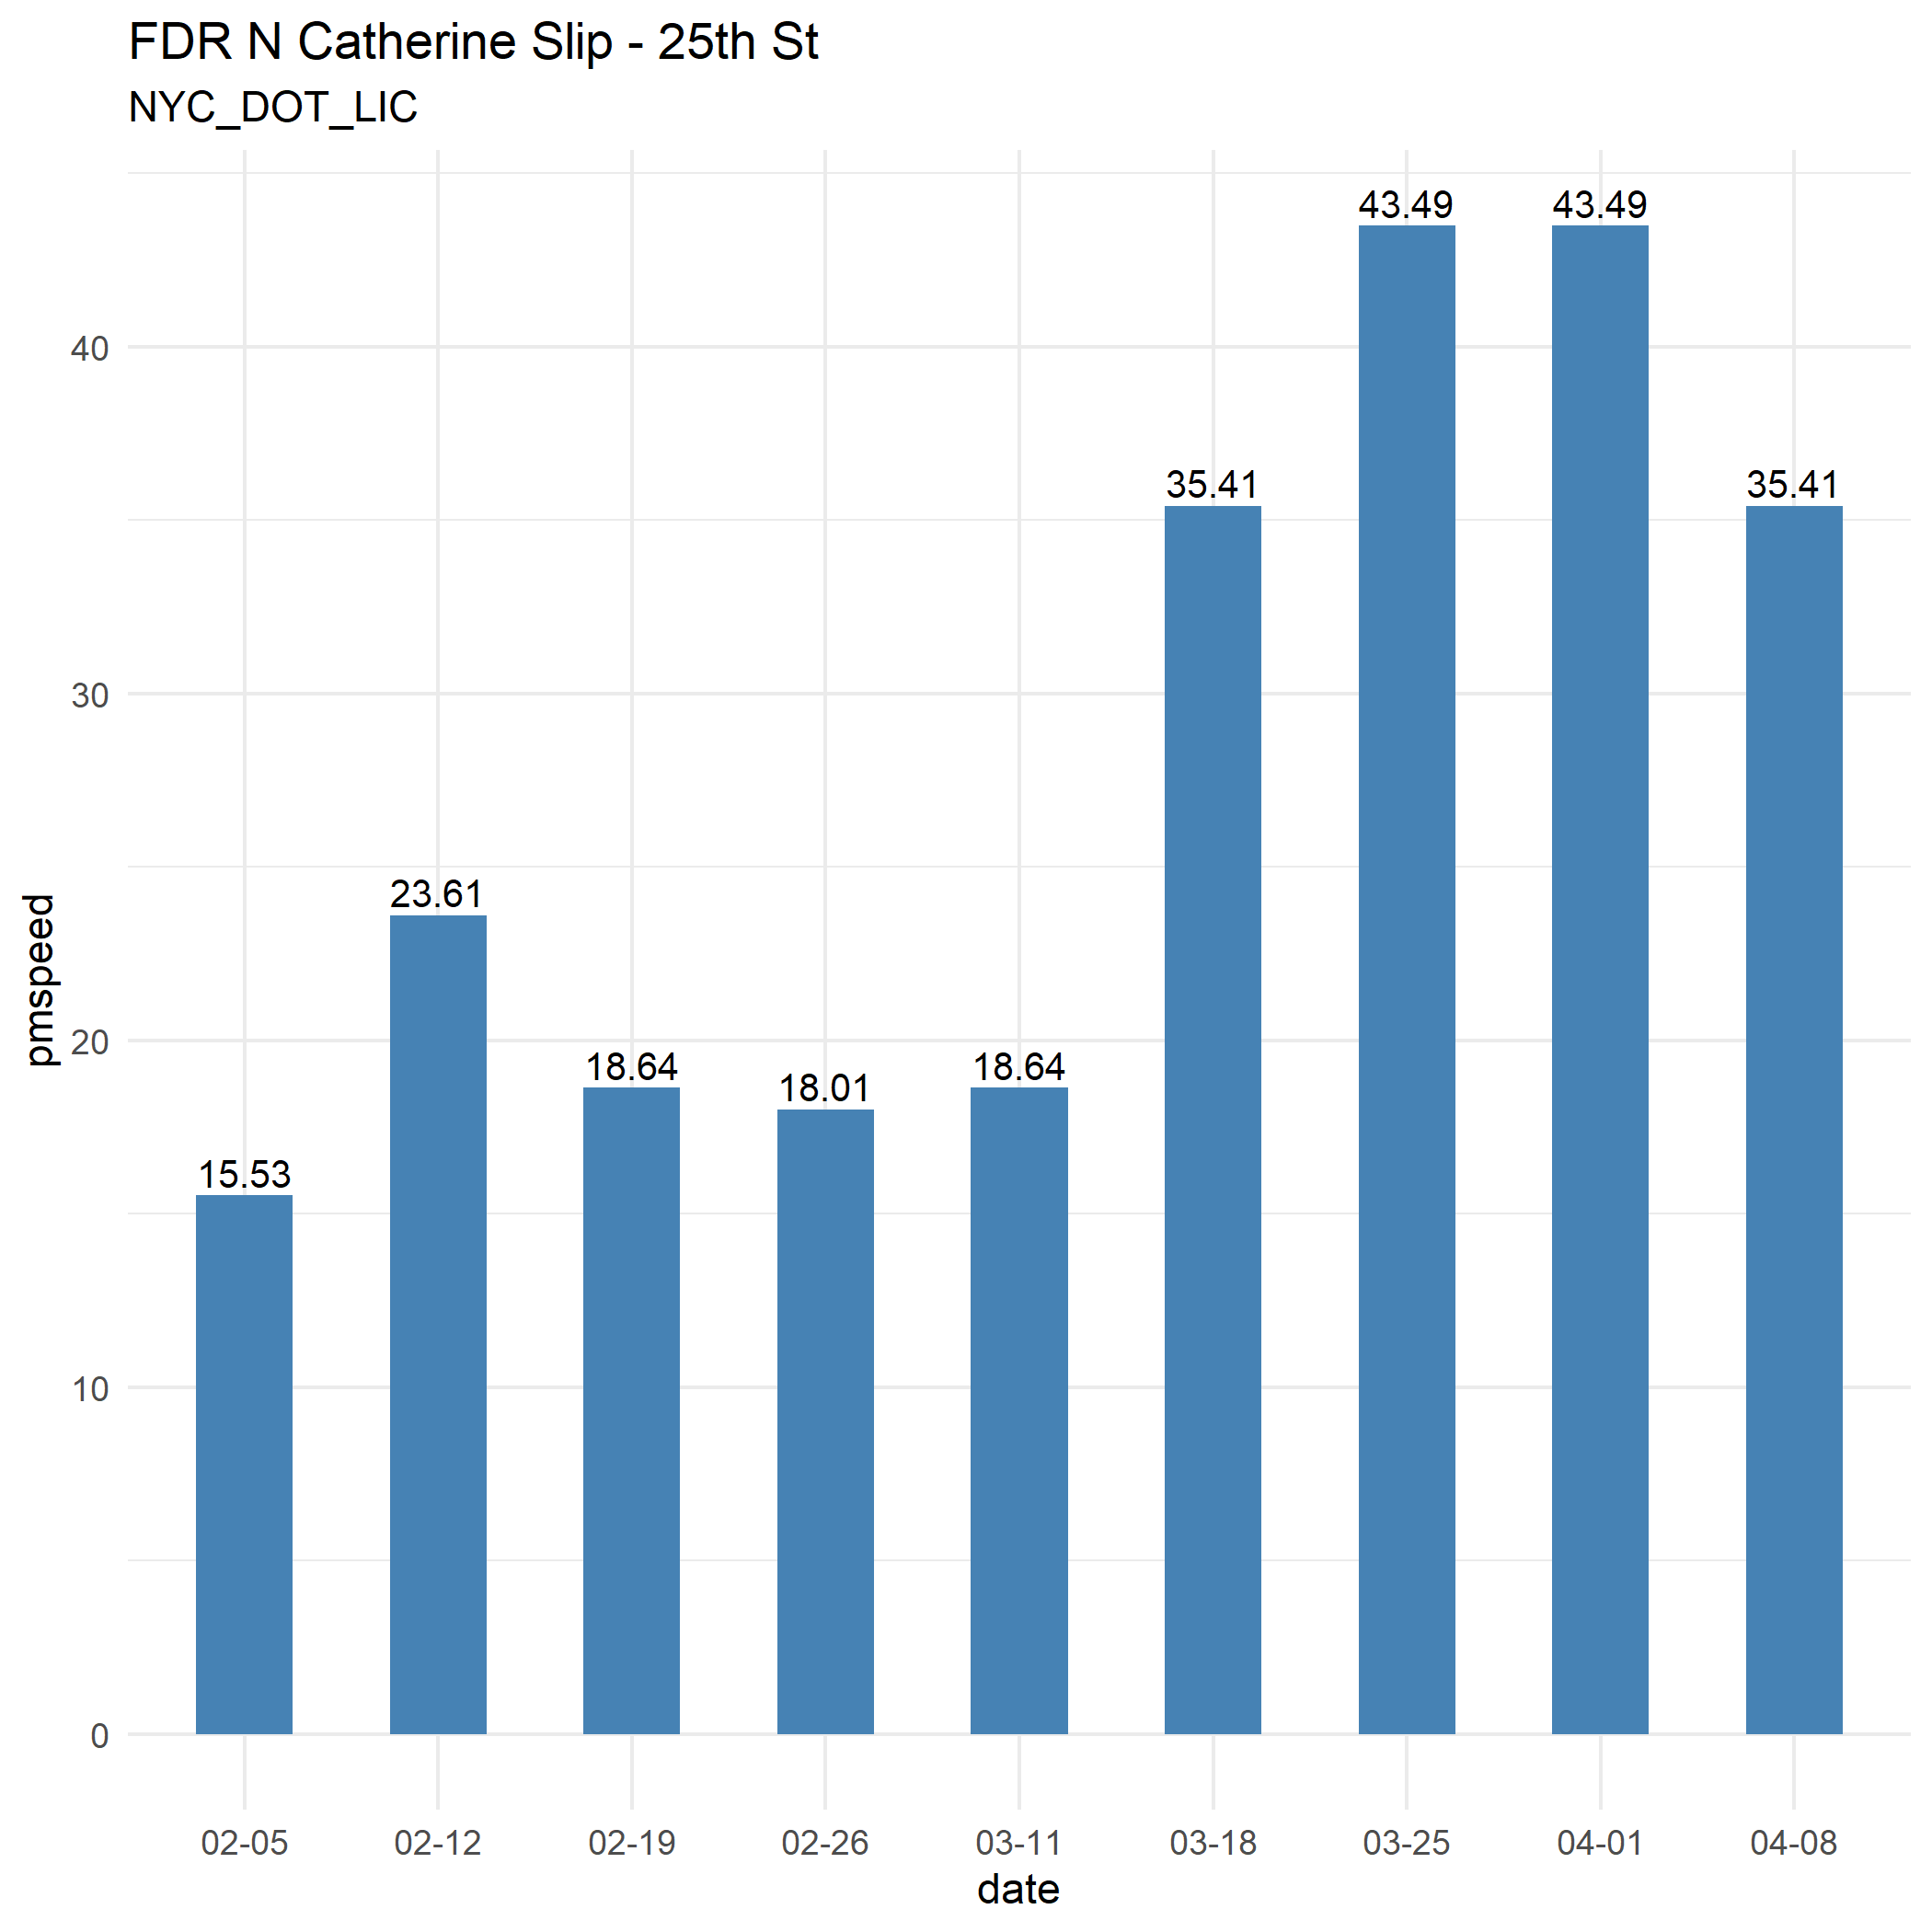 FDR N Catherine Slip - 25th St
NYC_DOT_LIC
43.49 43.49
40
35.41 35.41
30
23.61
20
18.64 18.01 18.64
15.53
10
0
pmspeed
02-05 02-12 02-19 02-26 03-11 03-18 03-25 04-01 04-08
date